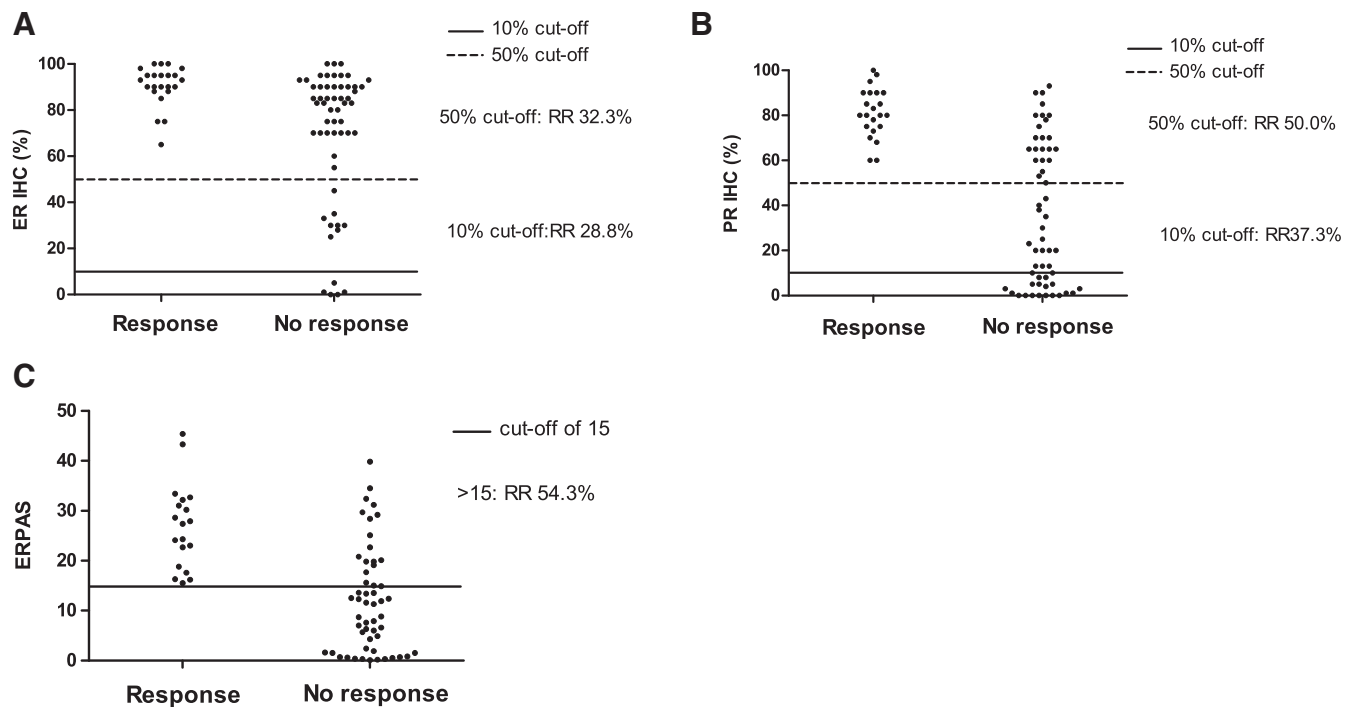 A
10% cut-off
50% cut-off
100
80
60
40
20
0
ER IHC (%)
50% cut-off: RR 32.3%
10% cut-off:RR 28.8%
Response
No response
B
10% cut-off
50% cut-off
100
80
60
40
20
0
PR IHC (%)
50% cut-off: RR 50.0%
10% cut-off: RR37.3%
Response
No response
C
50
40
30
20
10
0
ERPAS
cut-off of 15
>15: RR 54.3%
Response
No response